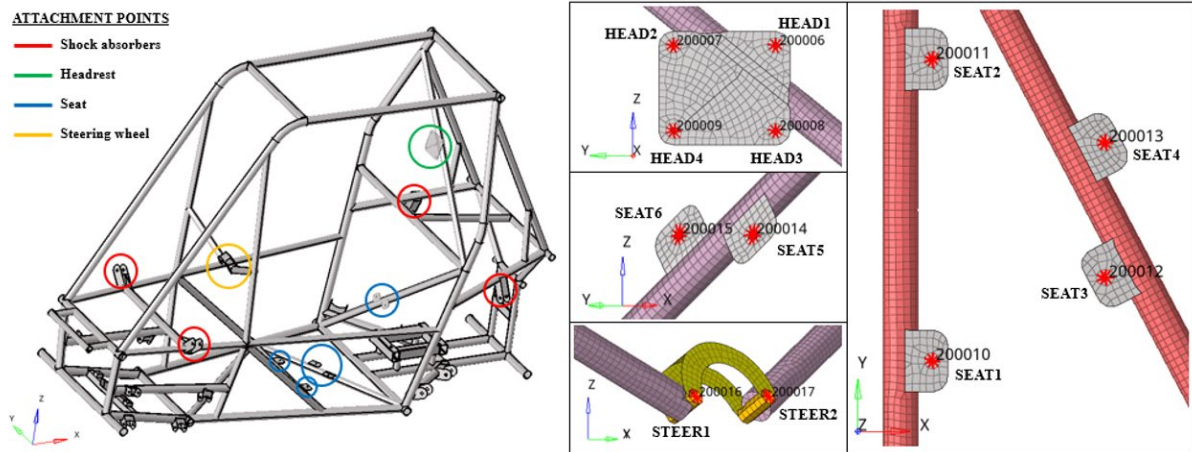 ATTACHMENT POINTS
Shock absorbers
Headrest
Seat
Steering wheel
Y
Z
X
HEAD2
HEAD1
200007
200006
200009
200008
HEAD4
HEAD3
Z
Y
X
SEAT6
200015
200014
SEAT5
Z
Y
X
200016
200017
STEER1
STEER2
Z
X
200011
SEAT2
200013
SEAT4
200012
SEAT3
200010
SEAT1
Y
Z
X